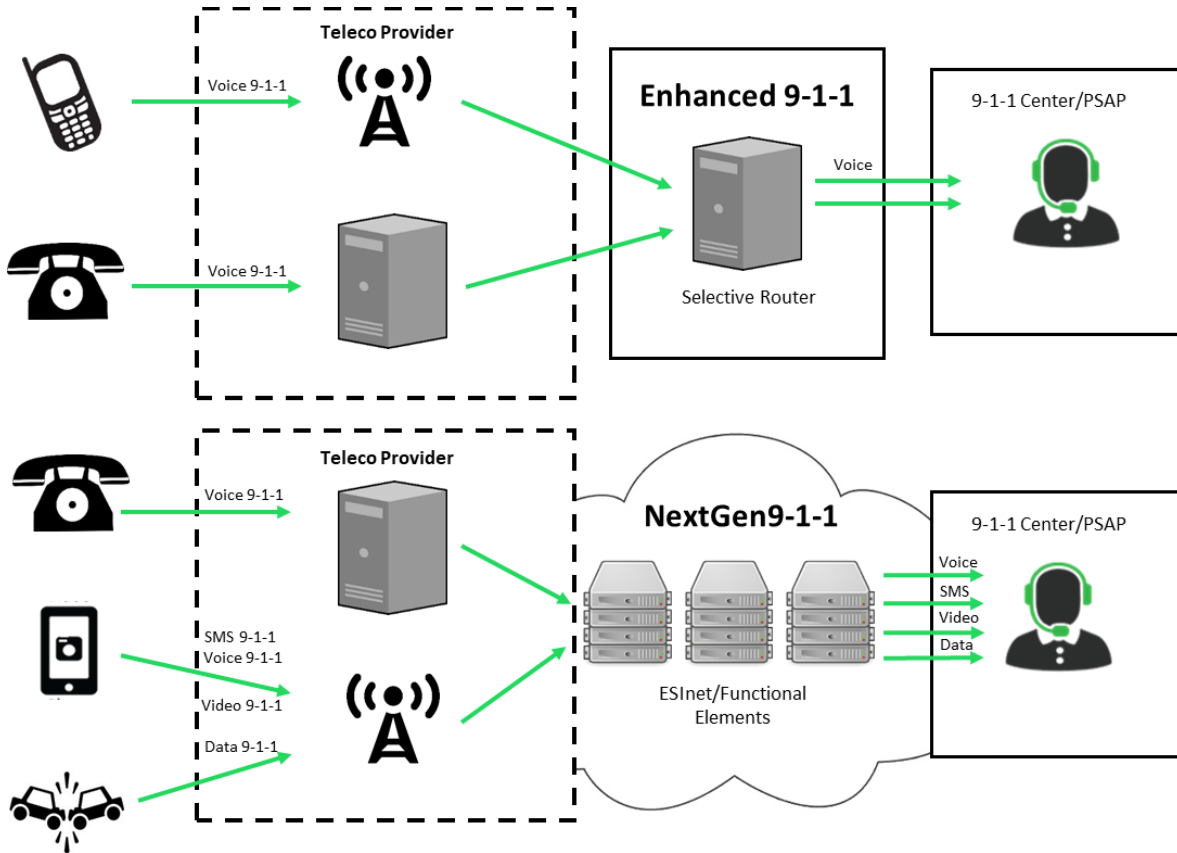 Teleco Provider
Voice 9-1-1
Voice 9-1-1
Enhanced 9-1-1
Selective Router
Voice
9-1-1 Center/PSAP
Teleco Provider
Voice 9-1-1
SMS 9-1-1
Voice 9-1-1
Video 9-1-1
Data 9-1-1
NextGen9-1-1
ESInet/Functional
Elements
Voice
SMS
Video
Data
9-1-1 Center/PSAP